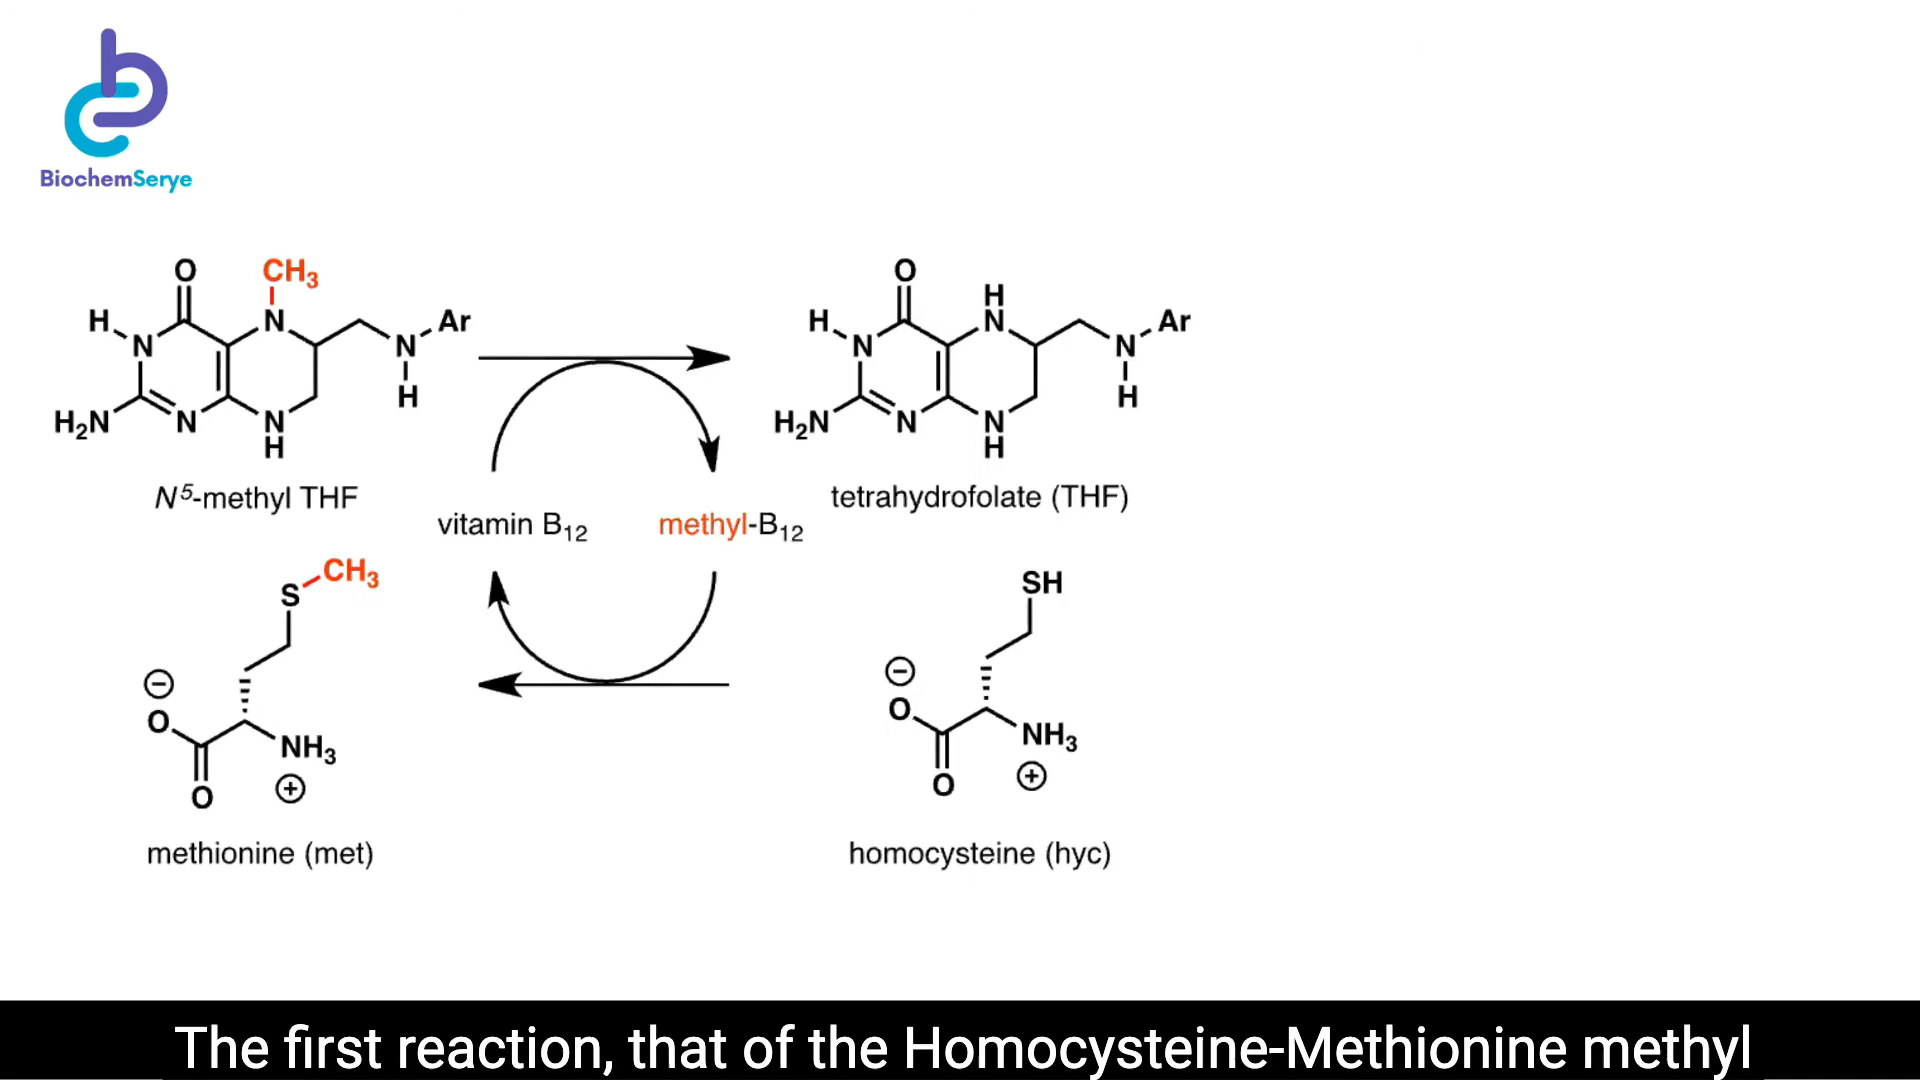 BiochemSerye
O
CH3
H
N
N
Ar
N
H
H2N
N
N
H
N5-methyl THF
O
H
N
H
N
Ar
N
H
H2N
N
N
H
tetrahydrofolate (THF)
vitamin B12
methyl-B12
S
CH3
−
O
O
NH3
+
methionine (met)
SH
−
O
O
NH3
+
homocysteine (hyc)
The first reaction, that of the Homocysteine-Methionine methyl